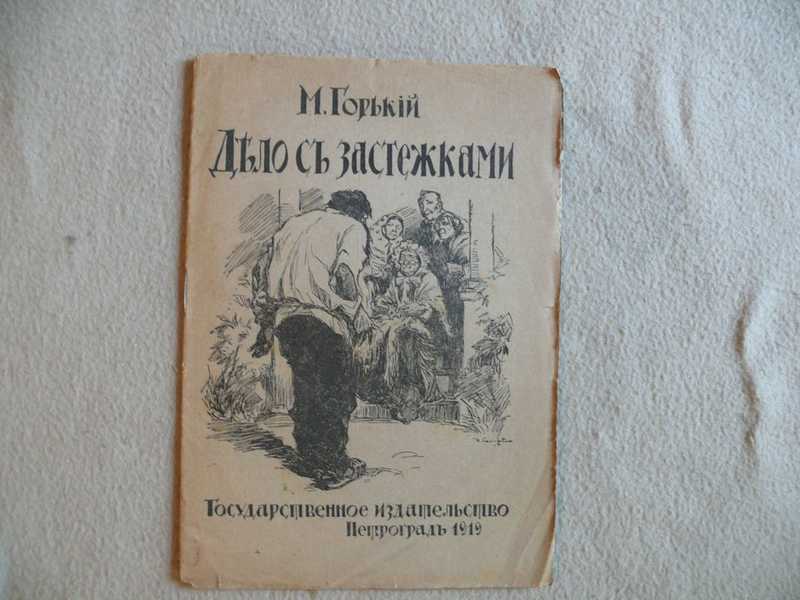 М. Горькій
Дѣло съ застежками
Государственное издательство
Петроградъ 1919